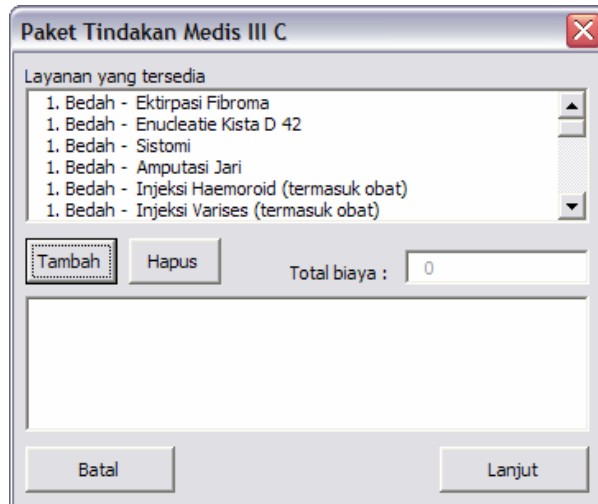 Paket Tindakan Medis III C
Layanan yang tersedia
1. Bedah - Ektirpasi Fibroma
1. Bedah - Enucleatie Kista D 42
1. Bedah - Sistomi
1. Bedah - Amputasi Jari
1. Bedah - Injeksi Haemoroid (termasuk obat)
1. Bedah - Injeksi Varises (termasuk obat)
Tambah Hapus Total biaya : 0
Batal Lanjut